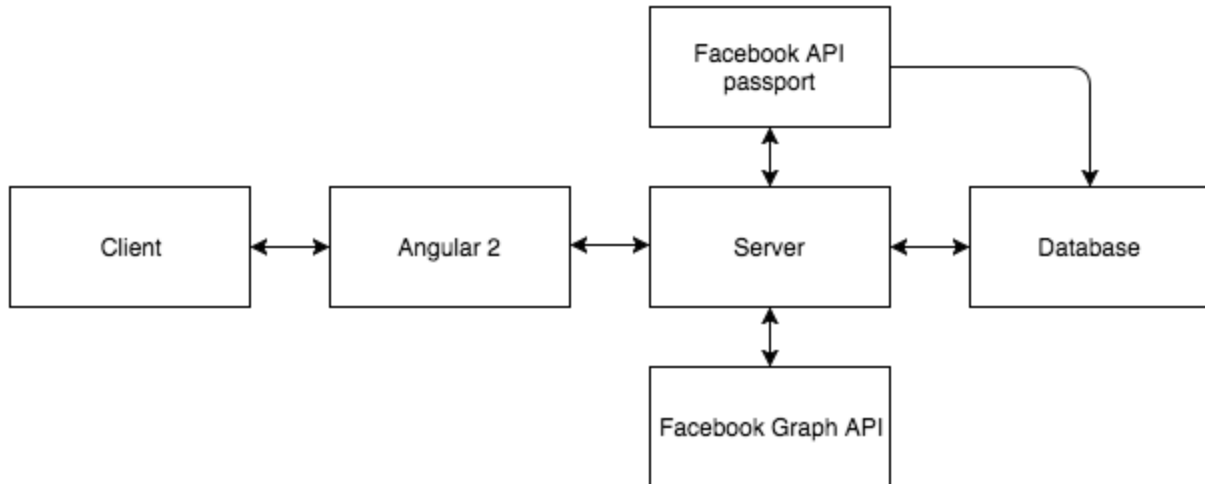 Facebook API
passport
Client
Angular 2
Server
Database
Facebook Graph API